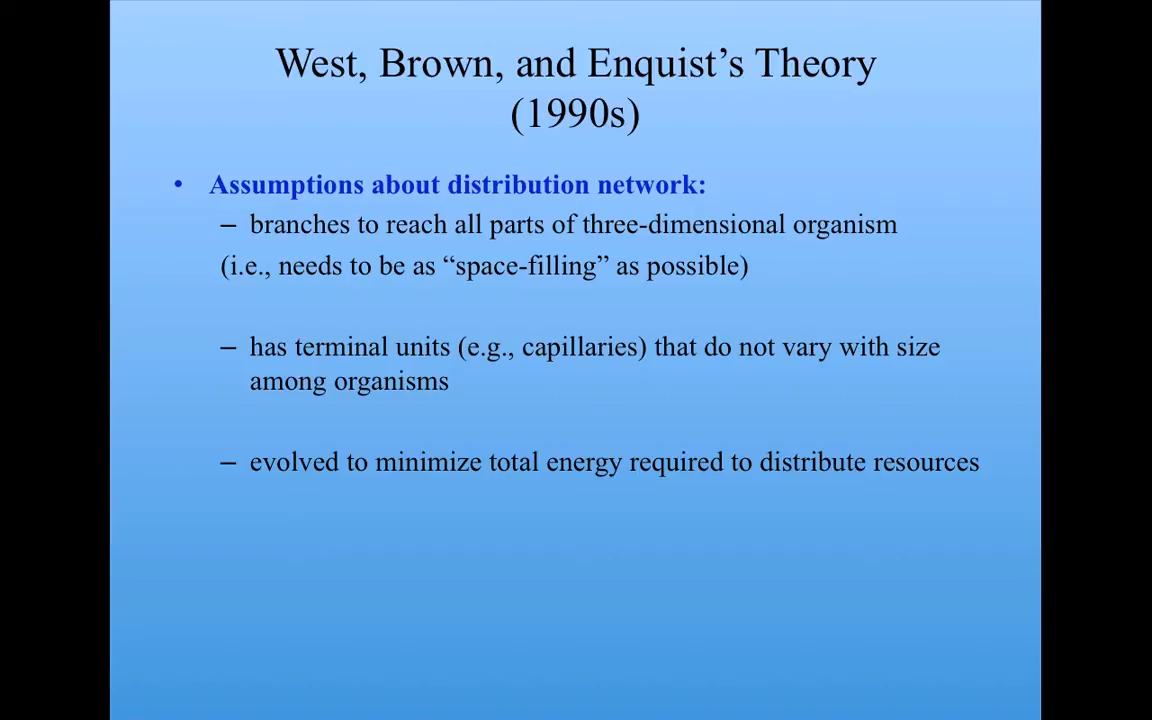 West, Brown, and Enquist’s Theory
(1990s)
• Assumptions about distribution network:
– branches to reach all parts of three-dimensional organism
(i.e., needs to be as “space-filling” as possible)
– has terminal units (e.g., capillaries) that do not vary with size
among organisms
– evolved to minimize total energy required to distribute resources